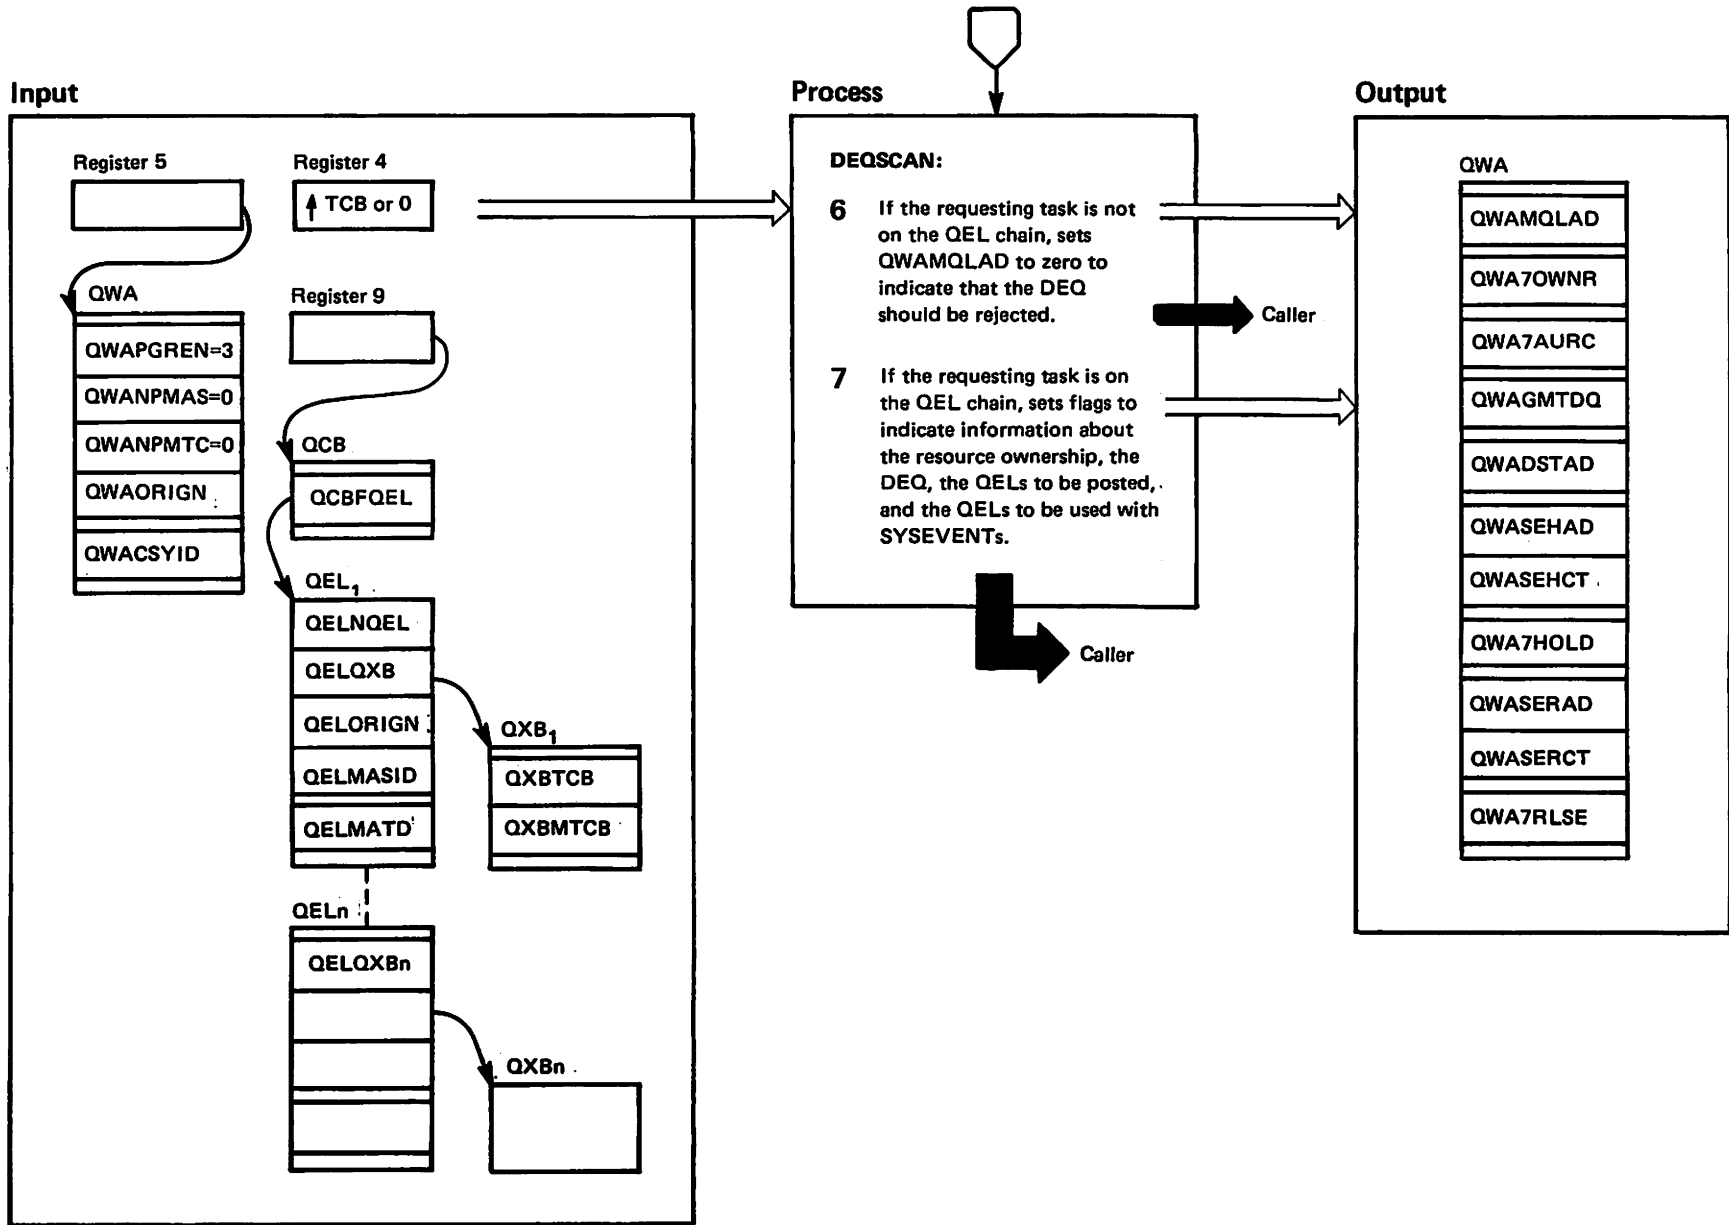 Input
Register 5
Register 4
↑ TCB or 0
QWA
QWAPGREN=3
QWANPMAS=0
QWANPMTC=0
QWAORIGN
QWACSYID
Register 9
QCB
QCBFQEL
QEL1
QELNQEL
QELQXB
QELORIGN
QELMASID
QELMATD
QXB1
QXBTCB
QXBMTCB
QELn
QELQXBn
QXBn
Process
DEQSCAN:
6 If the requesting task is not
on the QEL chain, sets
QWAMQLAD to zero to
indicate that the DEQ
should be rejected.
Caller
7 If the requesting task is on
the QEL chain, sets flags to
indicate information about
the resource ownership, the
DEQ, the QELs to be posted,
and the QELs to be used with
SYSEVENTs.
Caller
Output
QWA
QWAMQLAD
QWA7OWNR
QWA7AURC
QWAGMTDQ
QWADSTAD
QWASEHAD
QWASEHCT
QWA7HOLD
QWASERAD
QWASERCT
QWA7RLSE